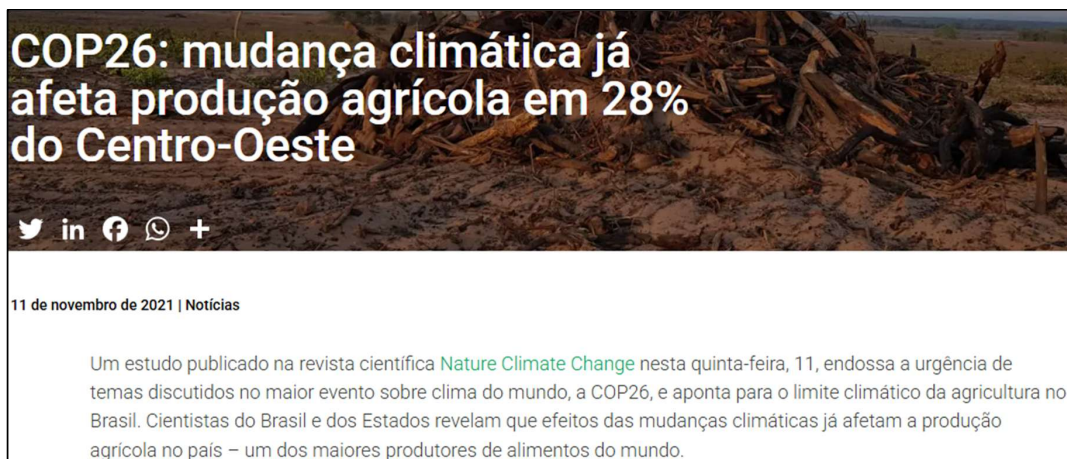 COP26: mudança climática já
afeta produção agrícola em 28%
do Centro-Oeste
11 de novembro de 2021 | Notícias
Um estudo publicado na revista científica Nature Climate Change nesta quinta-feira, 11, endossa a urgência de
temas discutidos no maior evento sobre clima do mundo, a COP26, e aponta para o limite climático da agricultura no
Brasil. Cientistas do Brasil e dos Estados revelam que efeitos das mudanças climáticas já afetam a produção
agrícola no país – um dos maiores produtores de alimentos do mundo.